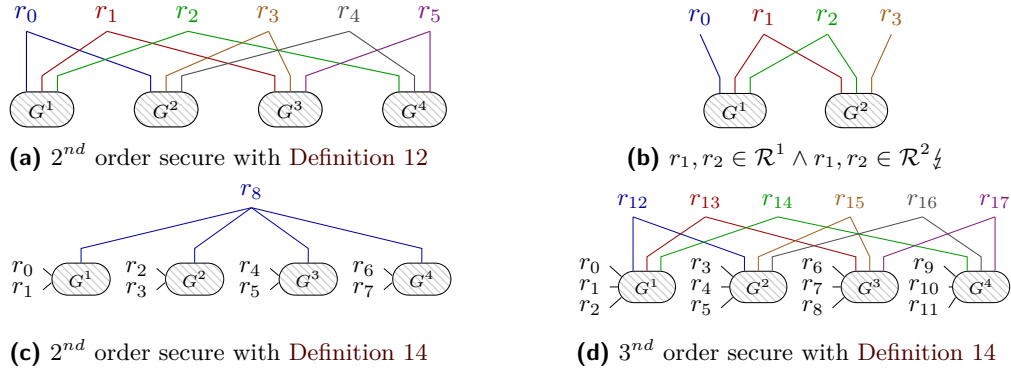 r₀ r₁ r₂ r₃ r₄ r₅
G¹ G² G³ G⁴
(a) 2ⁿᵈ order secure with Definition 12
r₀ r₁ r₂ r₃
G¹ G²
(b) r₁, r₂ ∈ ℛ¹ ∧ r₁, r₂ ∈ ℛ² ↯
r₈
r₀ r₂ r₄ r₆
G¹ G² G³ G⁴
r₁ r₃ r₅ r₇
(c) 2ⁿᵈ order secure with Definition 14
r₁₂ r₁₃ r₁₄ r₁₅ r₁₆ r₁₇
r₀ r₃ r₆ r₉
r₁ G¹ r₄ G² r₇ G³ r₁₀ G⁴
r₂ r₅ r₈ r₁₁
(d) 3ⁿᵈ order secure with Definition 14